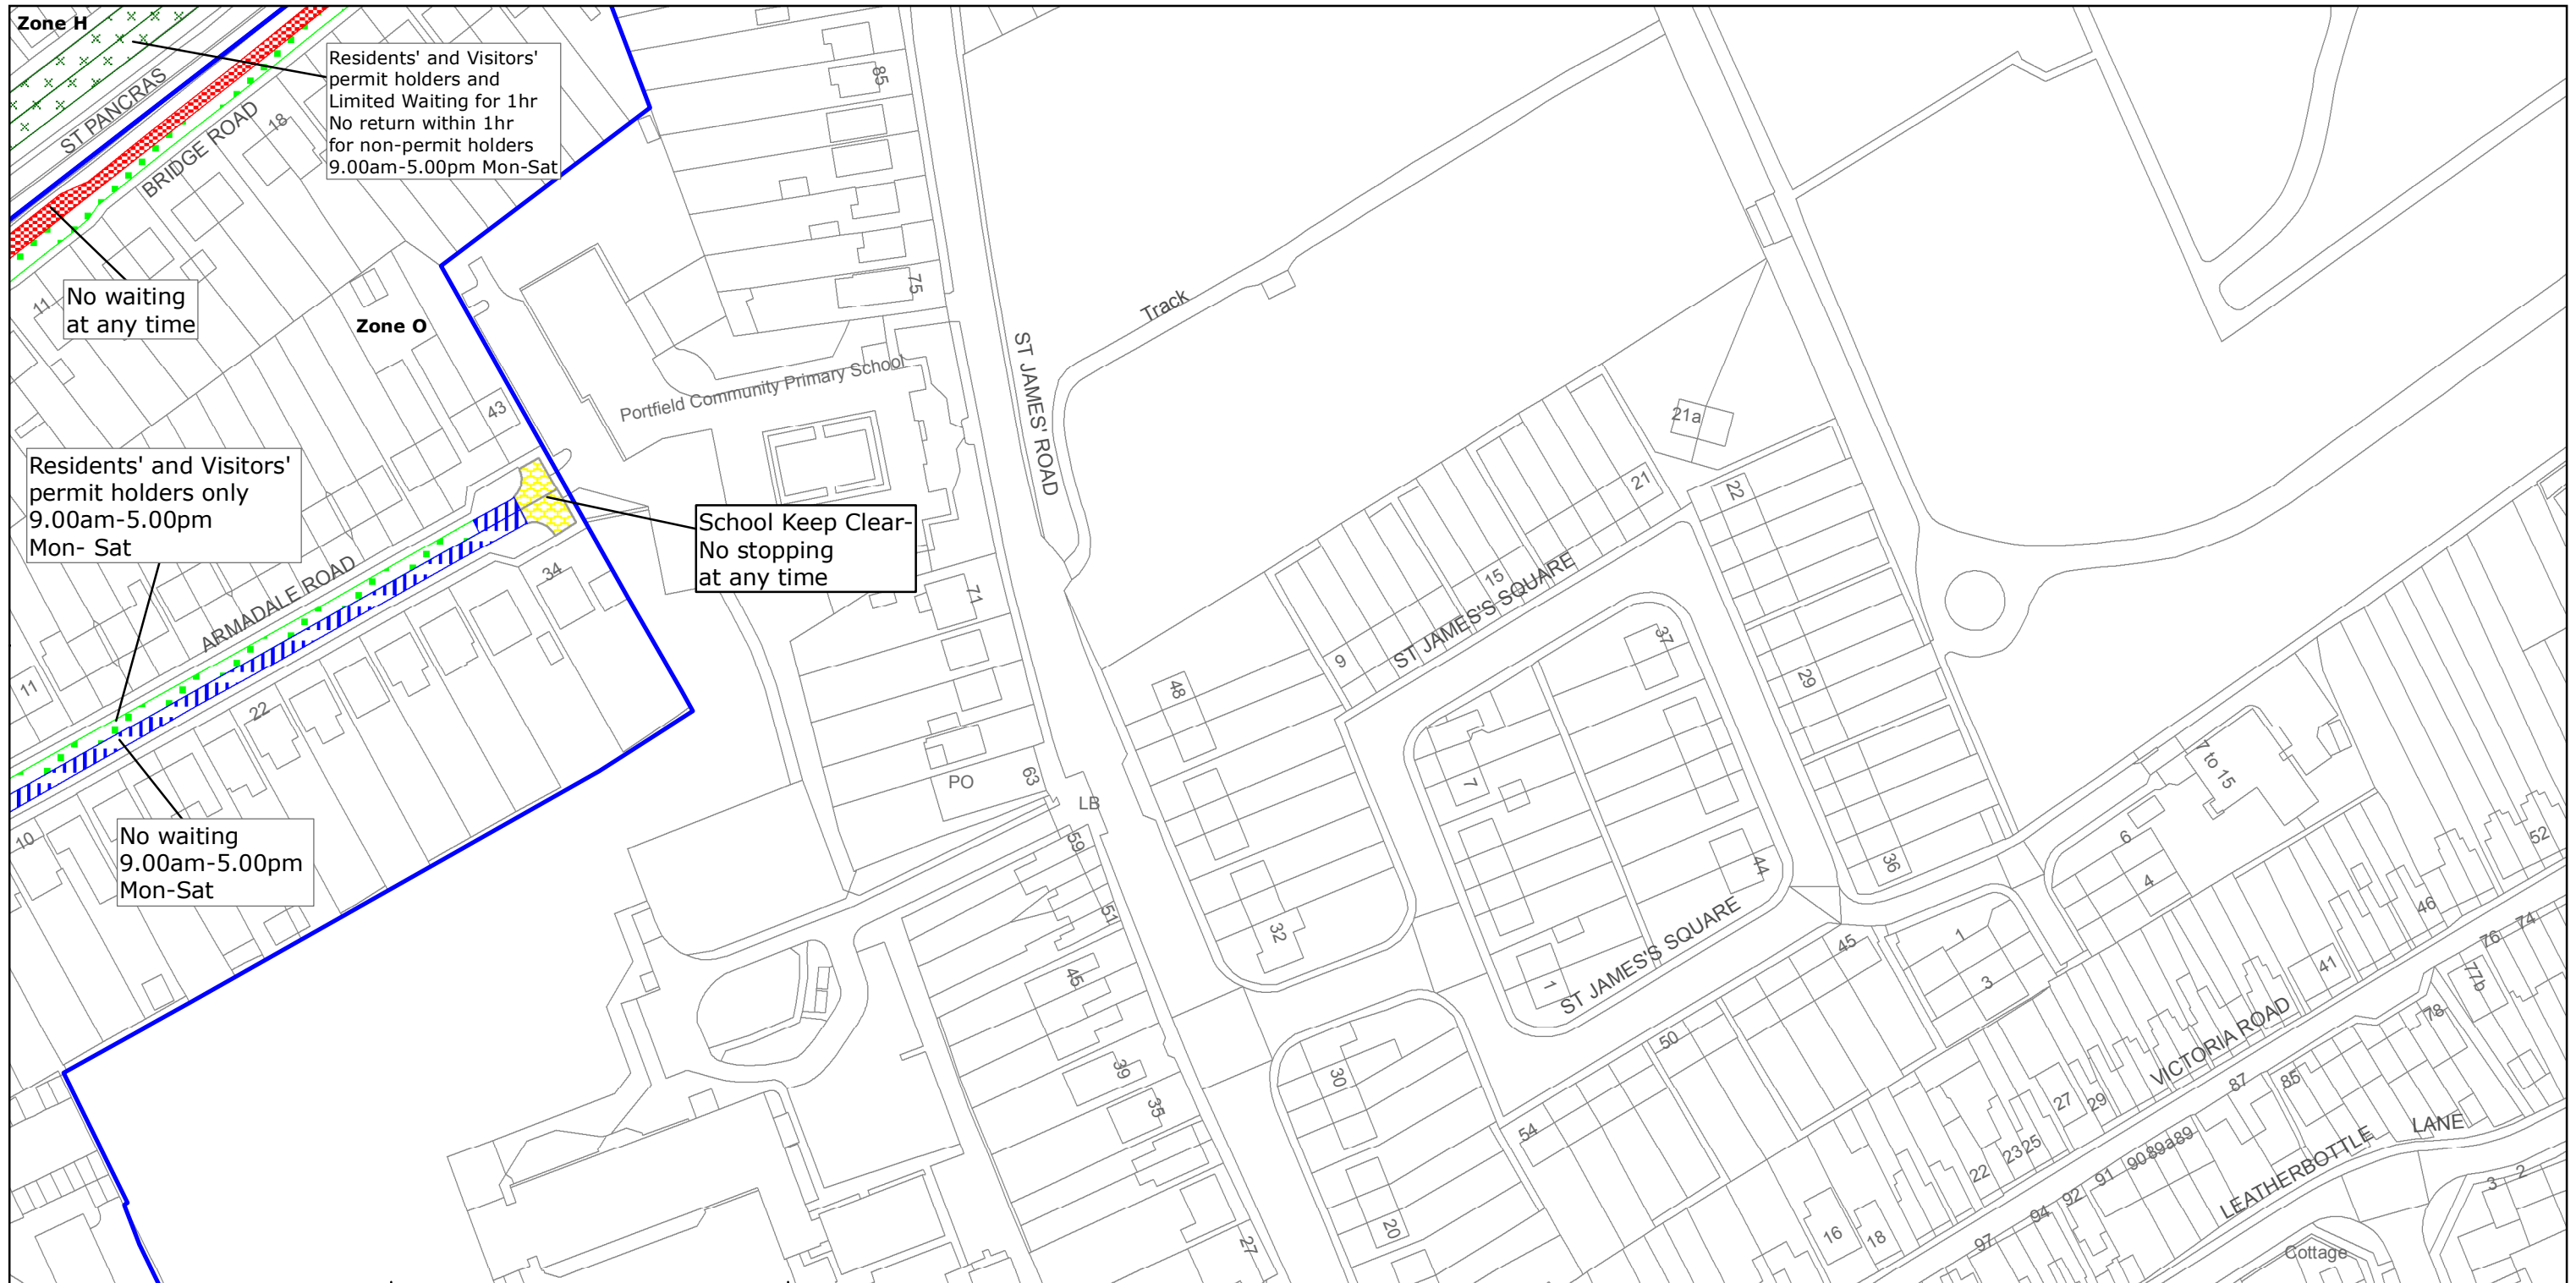 Zone H
Residents' and Visitors'
permit holders and
Limited Waiting for 1hr
No return within 1hr
for non-permit holders
9.00am-5.00pm Mon-Sat
ST PANCRAS
BRIDGE ROAD
18
85
11
No waiting
at any time
Zone O
75
Track
ST JAMES' ROAD
Portfield Community Primary School
43
21a
Residents' and Visitors'
permit holders only
9.00am-5.00pm
Mon- Sat
School Keep Clear-
No stopping
at any time
21
22
15
ST JAMES'S SQUARE
9
34
71
ARMADALE ROAD
11
22
10
No waiting
9.00am-5.00pm
Mon-Sat
48
37
29
7
PO
63
LB
59
51
7 to 15
6
4
52
36
44
32
45
1
ST JAMES'S SQUARE
45
1
3
41
46
76
74
77b
78
VICTORIA ROAD
50
39
35
30
54
27
29
87
85
20
27
22
23
25
16
18
97
94
92
91
90
89a
89
LEATHERBOTTLE LANE
3
2
Cottage